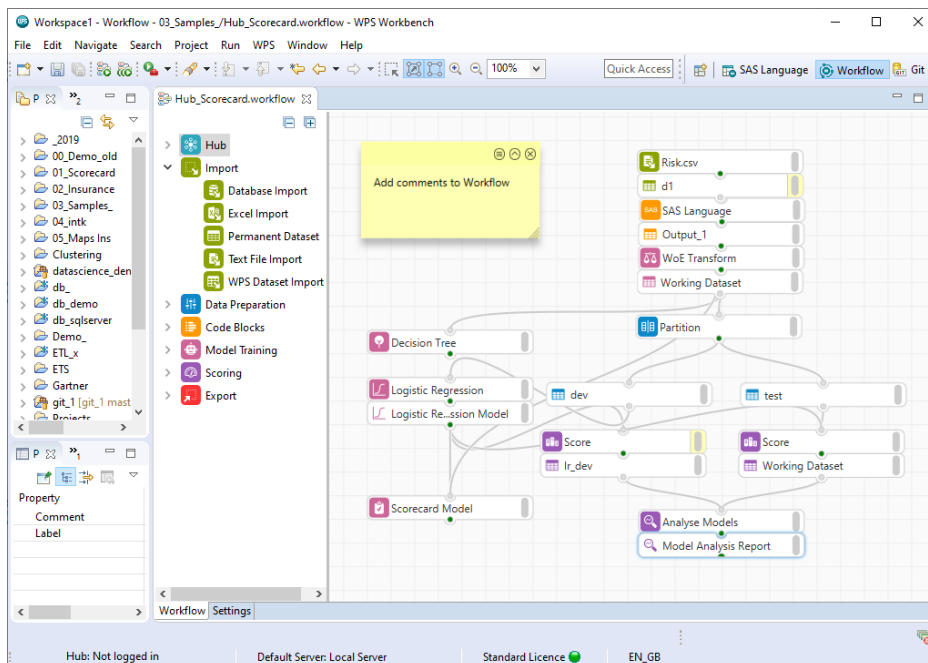 Workspace1 - Workflow - 03_Samples_/Hub_Scorecard.workflow - WPS Workbench
File Edit Navigate Search Project Run WPS Window Help
100%
Quick Access
SAS Language
Workflow
Git
P
2
Hub_Scorecard.workflow
_2019
00_Demo_old
01_Scorecard
02_Insurance
03_Samples_
04_intk
05_Maps Ins
Clustering
datascience_den
db_
db_demo
db_sqlserver
Demo_
ETL_x
ETS
Gartner
git_1 [git_1 mast
Projects
P
1
Property
Comment
Label
Hub
Import
Database Import
Excel Import
Permanent Dataset
Text File Import
WPS Dataset Import
Data Preparation
Code Blocks
Model Training
Scoring
Export
Add comments to Workflow
Risk.csv
d1
SAS
SAS Language
Output_1
WoE Transform
Working Dataset
Partition
Decision Tree
Logistic Regression
Logistic Re...ssion Model
dev
test
Score
lr_dev
Score
Working Dataset
Scorecard Model
Analyse Models
Model Analysis Report
Workflow Settings
Hub: Not logged in
Default Server: Local Server
Standard Licence
EN_GB